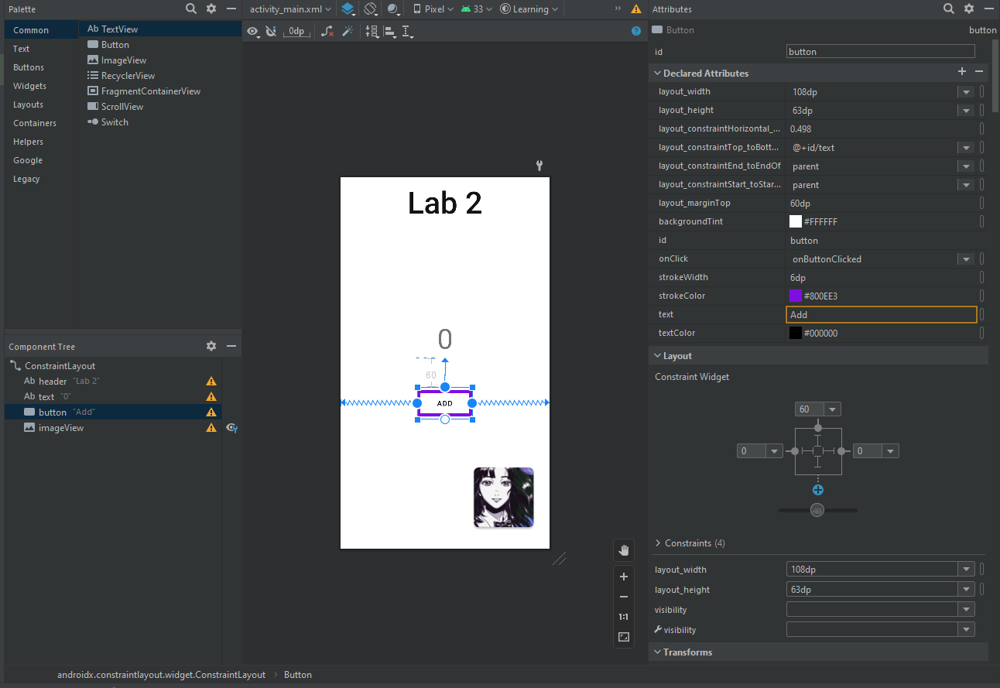 Palette
activity_main.xml
Pixel
33
Learning
Attributes
Common
Text
Buttons
Widgets
Layouts
Containers
Helpers
Google
Legacy
Ab TextView
Button
ImageView
RecyclerView
FragmentContainerView
ScrollView
Switch
0dp
Lab 2
0
60
ADD
1:1
Component Tree
ConstraintLayout
Ab header "Lab 2"
Ab text "0"
button "Add"
imageView
Button
button
id
button
Declared Attributes
layout_width 108dp
layout_height 63dp
layout_constraintHorizontal_... 0.498
layout_constraintTop_toBott... @+id/text
layout_constraintEnd_toEndOf parent
layout_constraintStart_toStar... parent
layout_marginTop 60dp
backgroundTint #FFFFFF
id button
onClick onButtonClicked
strokeWidth 6dp
strokeColor #800EE3
text Add
textColor #000000
Layout
Constraint Widget
60
0
0
49
Constraints (4)
layout_width 108dp
layout_height 63dp
visibility
visibility
Transforms
androidx.constraintlayout.widget.ConstraintLayout
Button